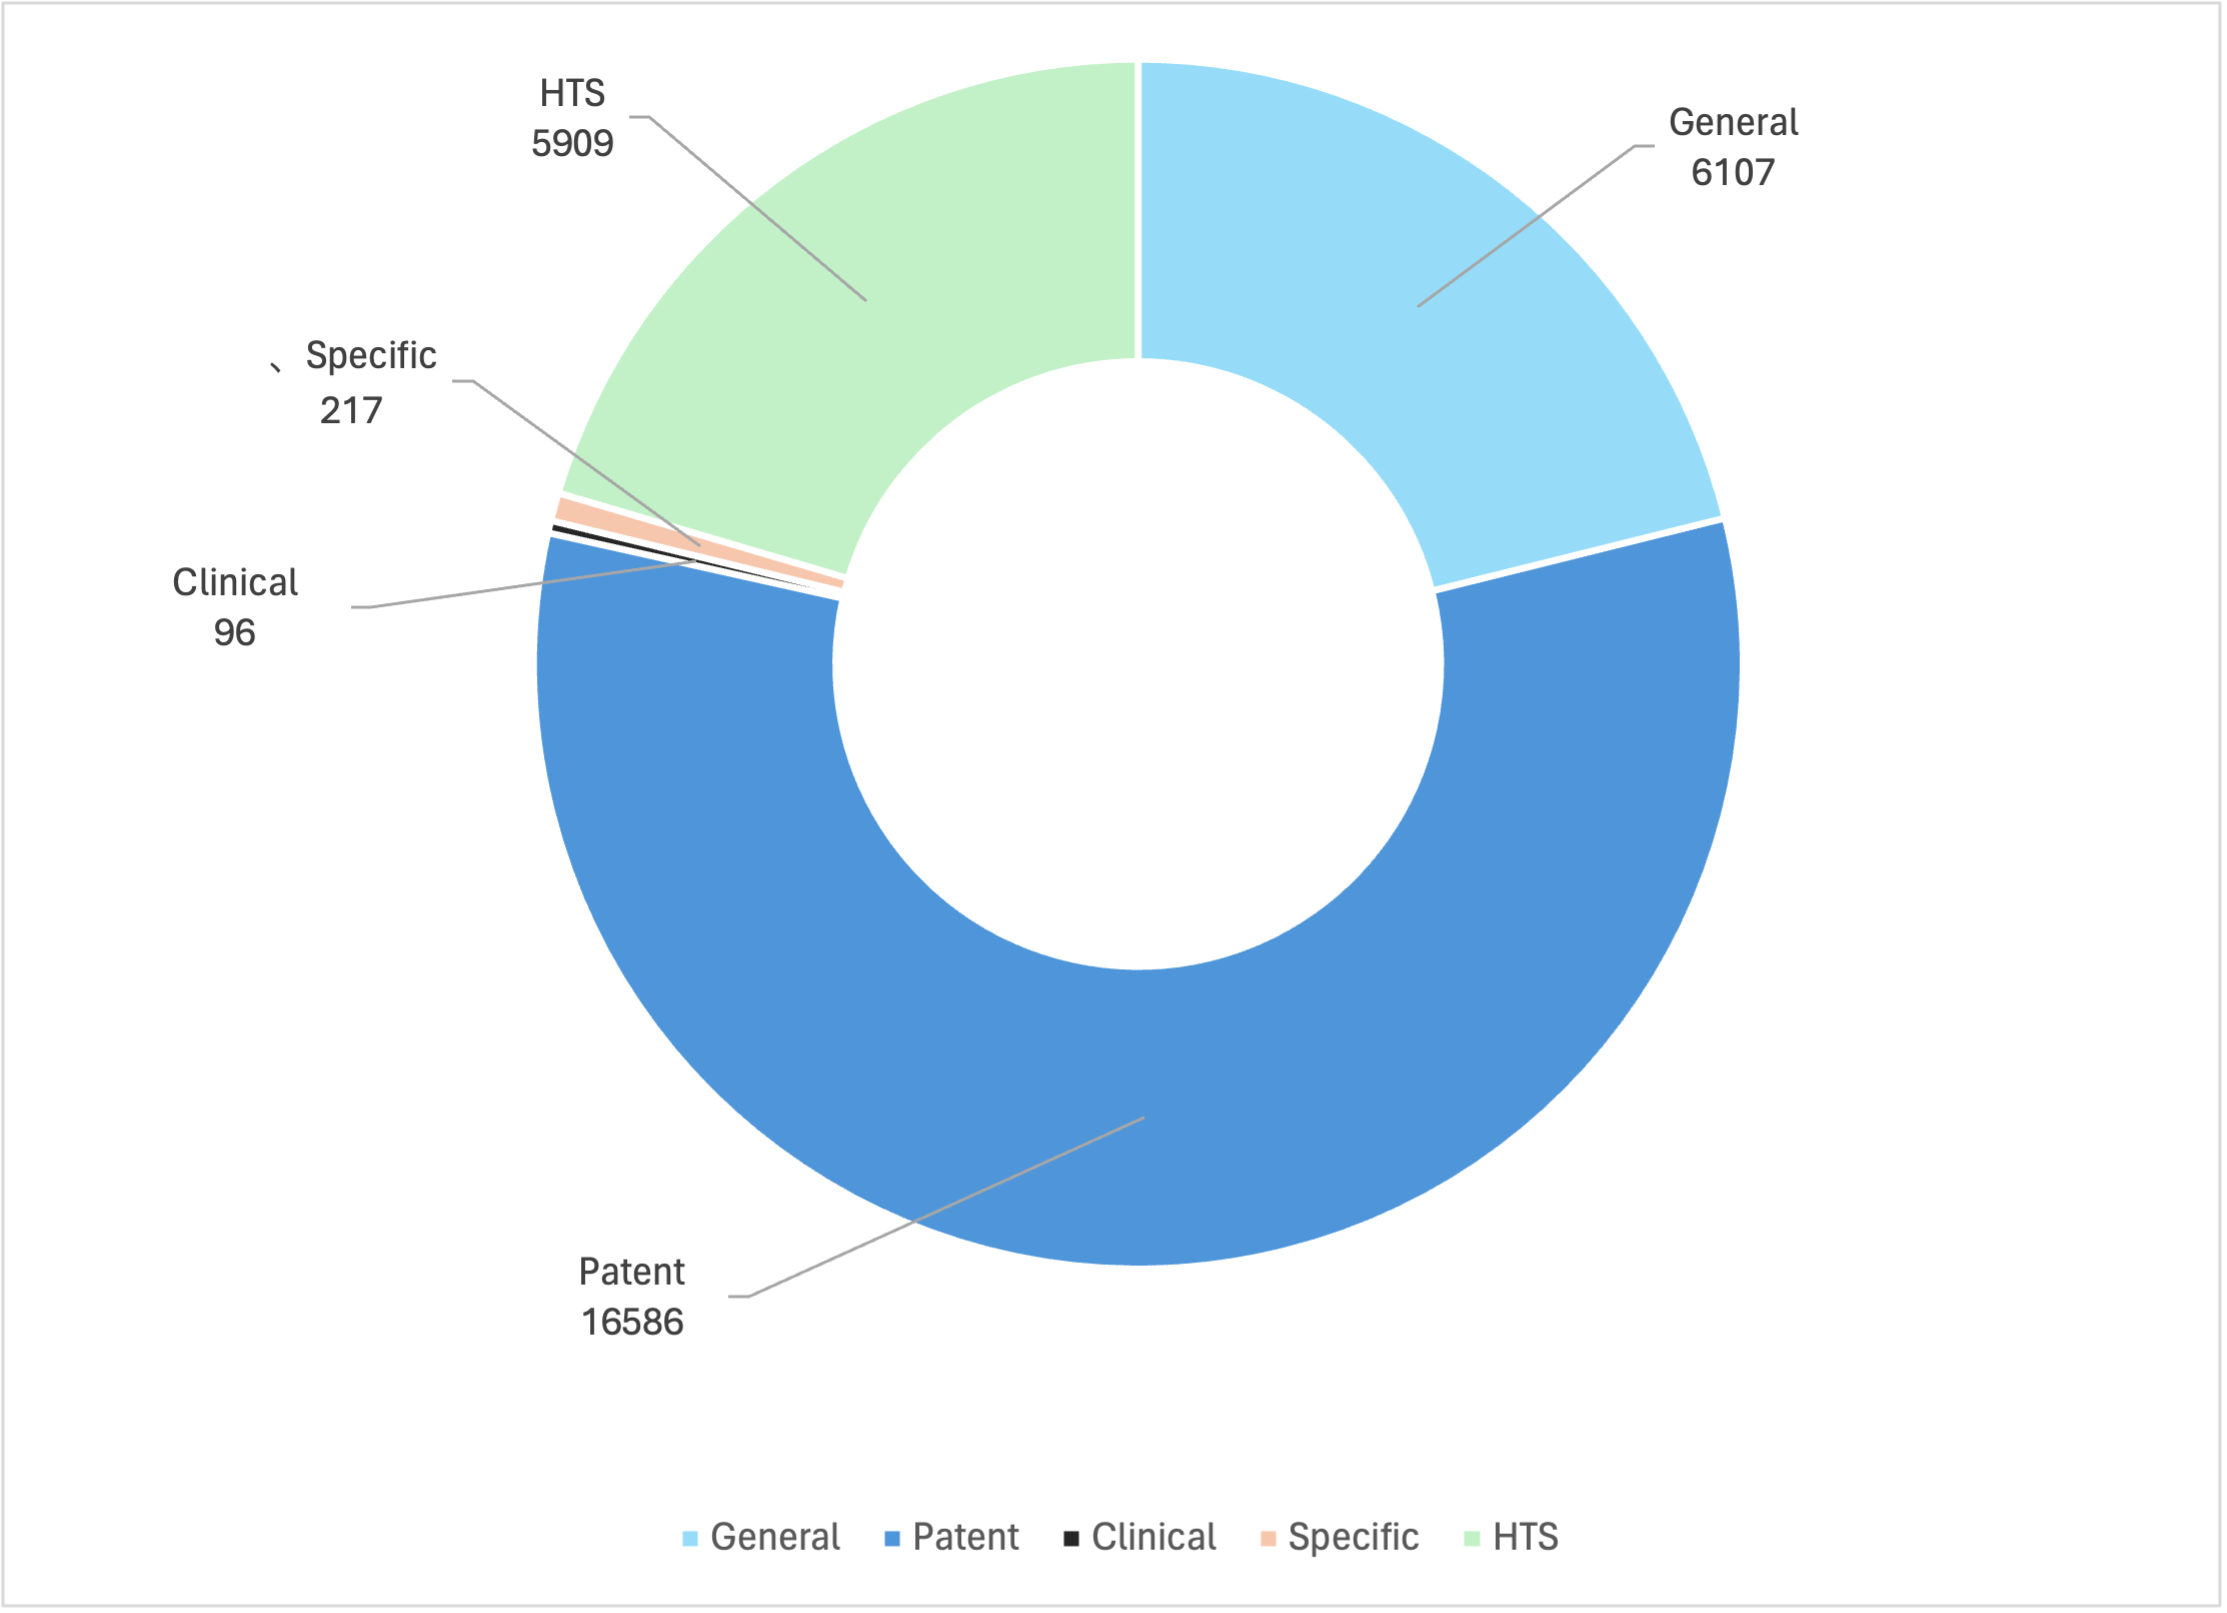 HTS
5909
General
6107
Specific
217
Clinical
96
Patent
16586
General
Patent
Clinical
Specific
HTS